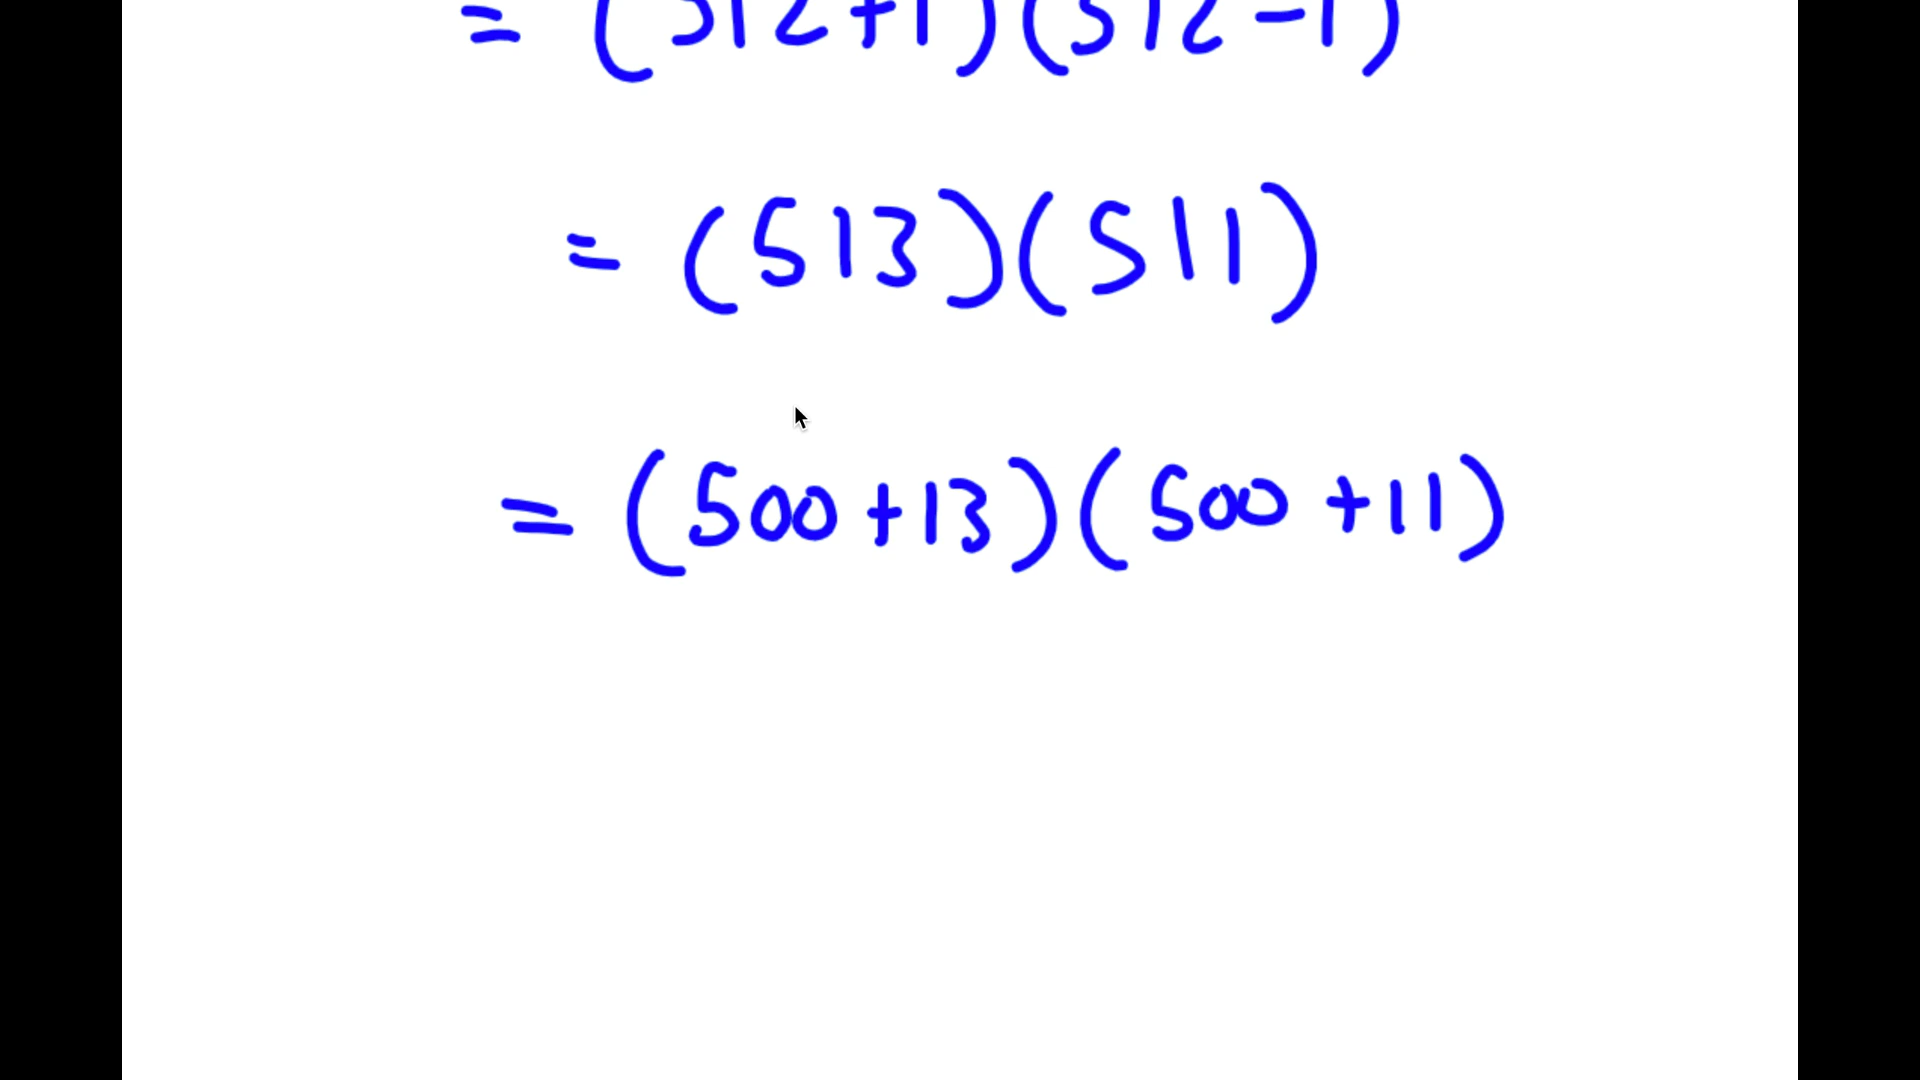 = (512+1)(512-1)
= (513)(511)
= (500+13)(500+11)